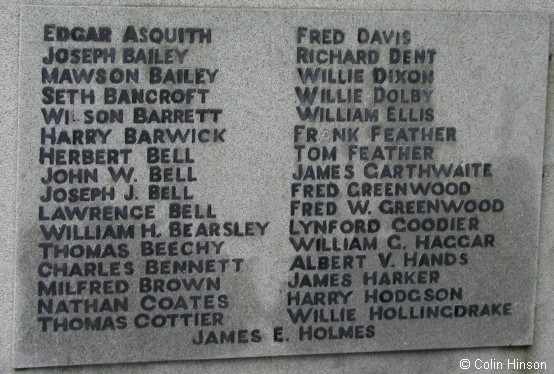 EDGAR ASQUITH
JOSEPH BAILEY
MAWSON BAILEY
SETH BANCROFT
WILSON BARRETT
HARRY BARWICK
HERBERT BELL
JOHN W. BELL
JOSEPH J. BELL
LAWRENCE BELL
WILLIAM H. BEARSLEY
THOMAS BEECHY
CHARLES BENNETT
MILFRED BROWN
NATHAN COATES
THOMAS COTTIER
FRED DAVIS
RICHARD DENT
WILLIE DIXON
WILLIE DOLBY
WILLIAM ELLIS
FRANK FEATHER
TOM FEATHER
JAMES GARTHWAITE
FRED GREENWOOD
FRED W. GREENWOOD
LYNFORD GOODIER
WILLIAM G. HAGGAR
ALBERT V. HANDS
JAMES HARKER
HARRY HODGSON
WILLIE HOLLINGDRAKE
JAMES E. HOLMES
© Colin Hinson